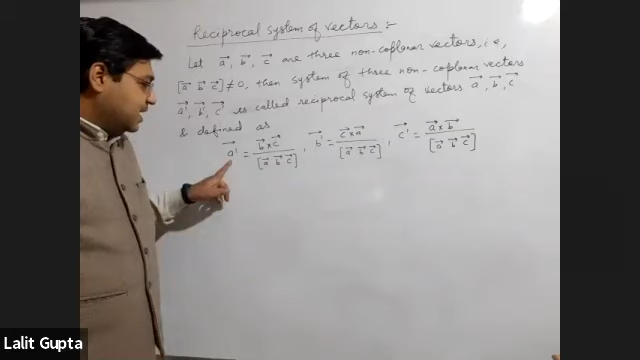 Reciprocal system of vectors :-
Let a⃗, b⃗, c⃗ are three non-coplanar vectors, i.e,
[a⃗ b⃗ c⃗] ≠ 0, then system of three non-coplanar vectors
a⃗', b⃗', c⃗' is called reciprocal system of vectors a⃗, b⃗, c⃗
& defined as
a⃗' = (b⃗ × c⃗)/[a⃗ b⃗ c⃗], b⃗' = (c⃗ × a⃗)/[a⃗ b⃗ c⃗], c⃗' = (a⃗ × b⃗)/[a⃗ b⃗ c⃗]
Lalit Gupta